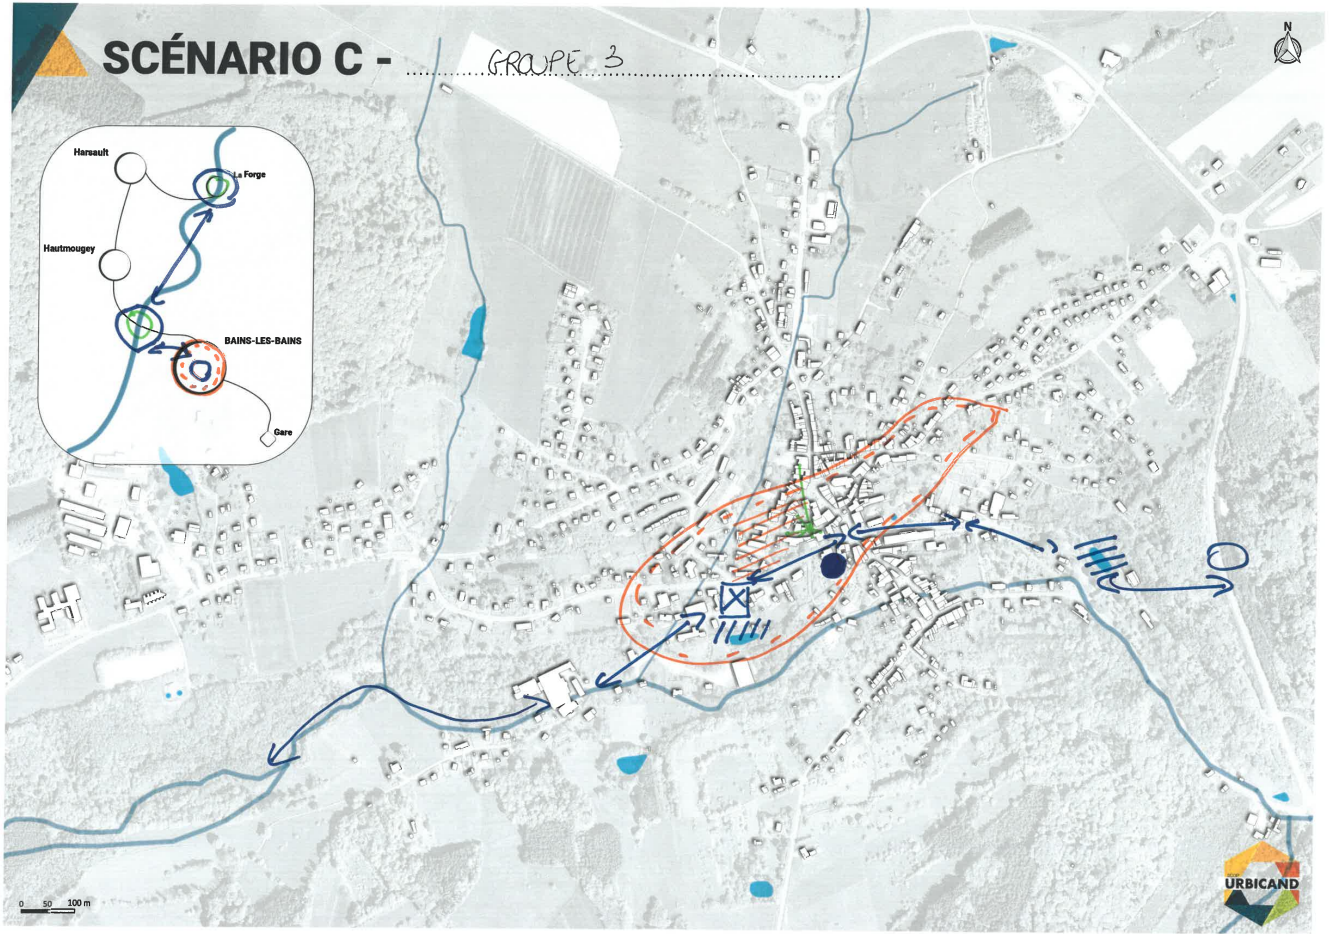 SCÉNARIO C - GROUPE 3
N
Harsault
La Forge
Hautmougey
BAINS-LES-BAINS
Gare
0 50 100 m
URBICAND